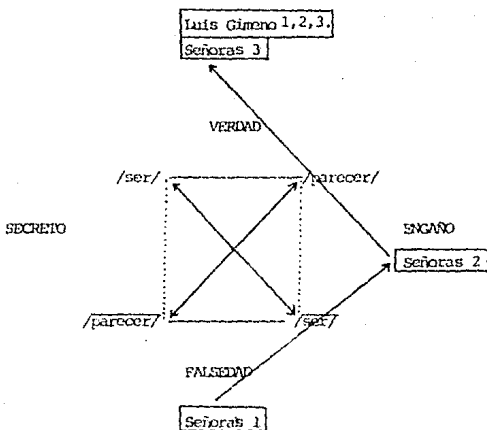 Luis Gimeno 1,2,3.
Señoras 3
VERDAD
/ser/ /parecer/
SECRETO ENGAÑO
Señoras 2
/parecer/ /ser/
FALSEDAD
Señoras 1